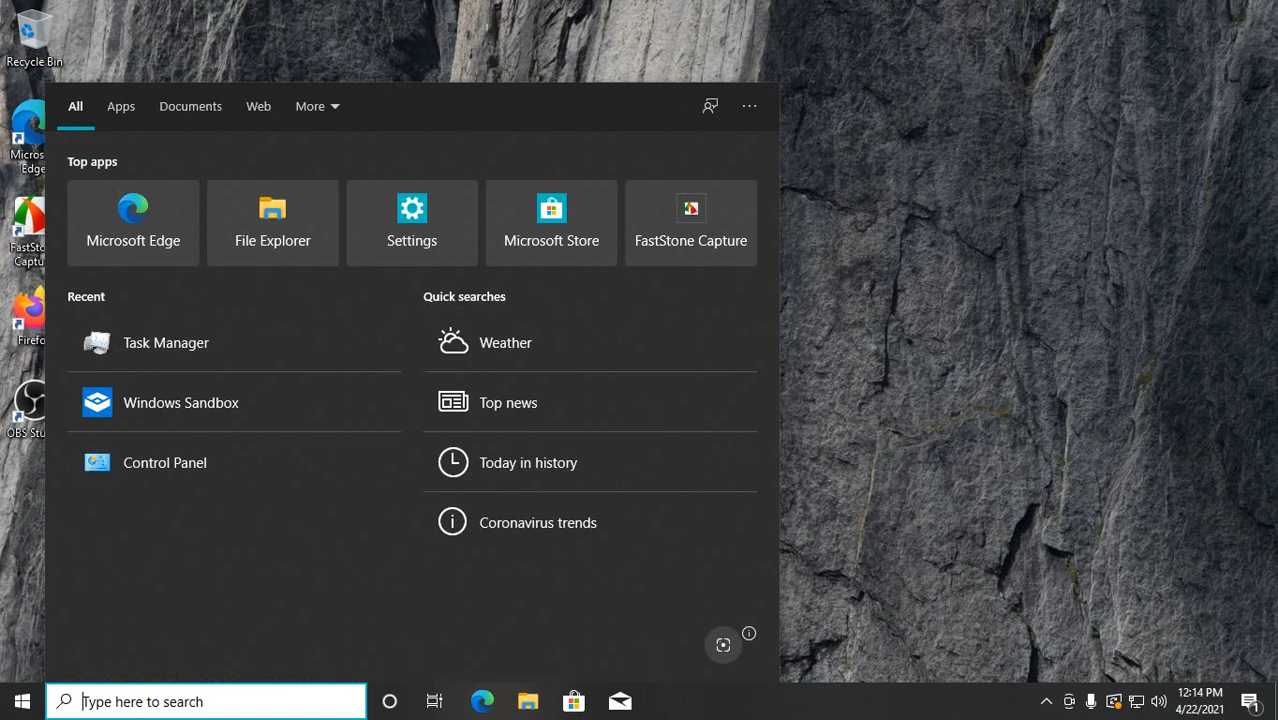 Recycle Bin
Edge
All
Apps
Documents
Web
More
Top apps
Microsoft Edge
File Explorer
Settings
Microsoft Store
FastStone Capture
Recent
Quick searches
Task Manager
Weather
Windows Sandbox
Top news
Control Panel
Today in history
Coronavirus trends
Type here to search
12:14 PM
4/22/2021
1